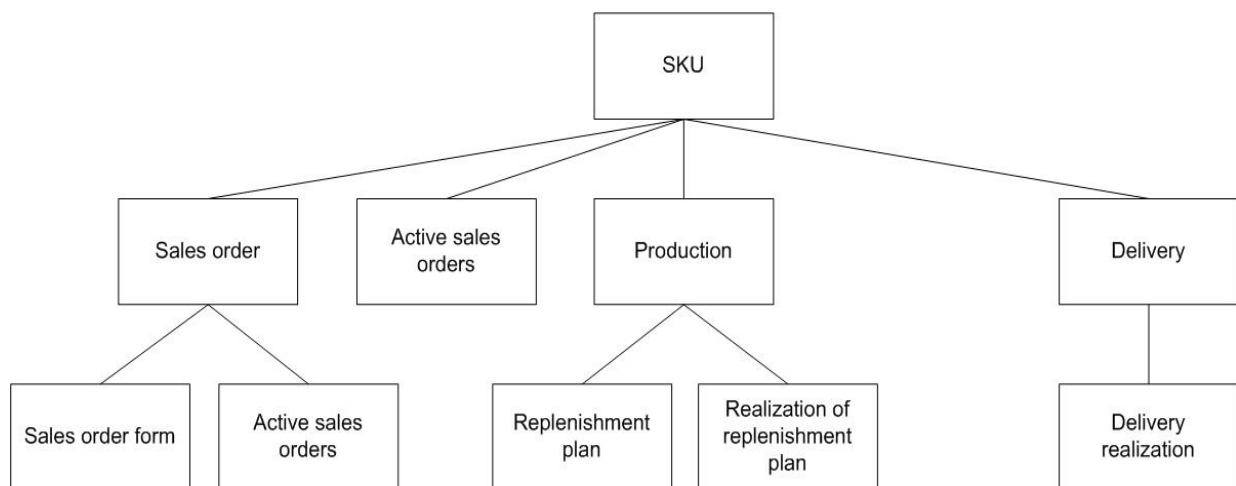 SKU
Sales order
Active sales
orders
Production
Delivery
Sales order form
Active sales
orders
Replenishment
plan
Realization of
replenishment
plan
Delivery
realization